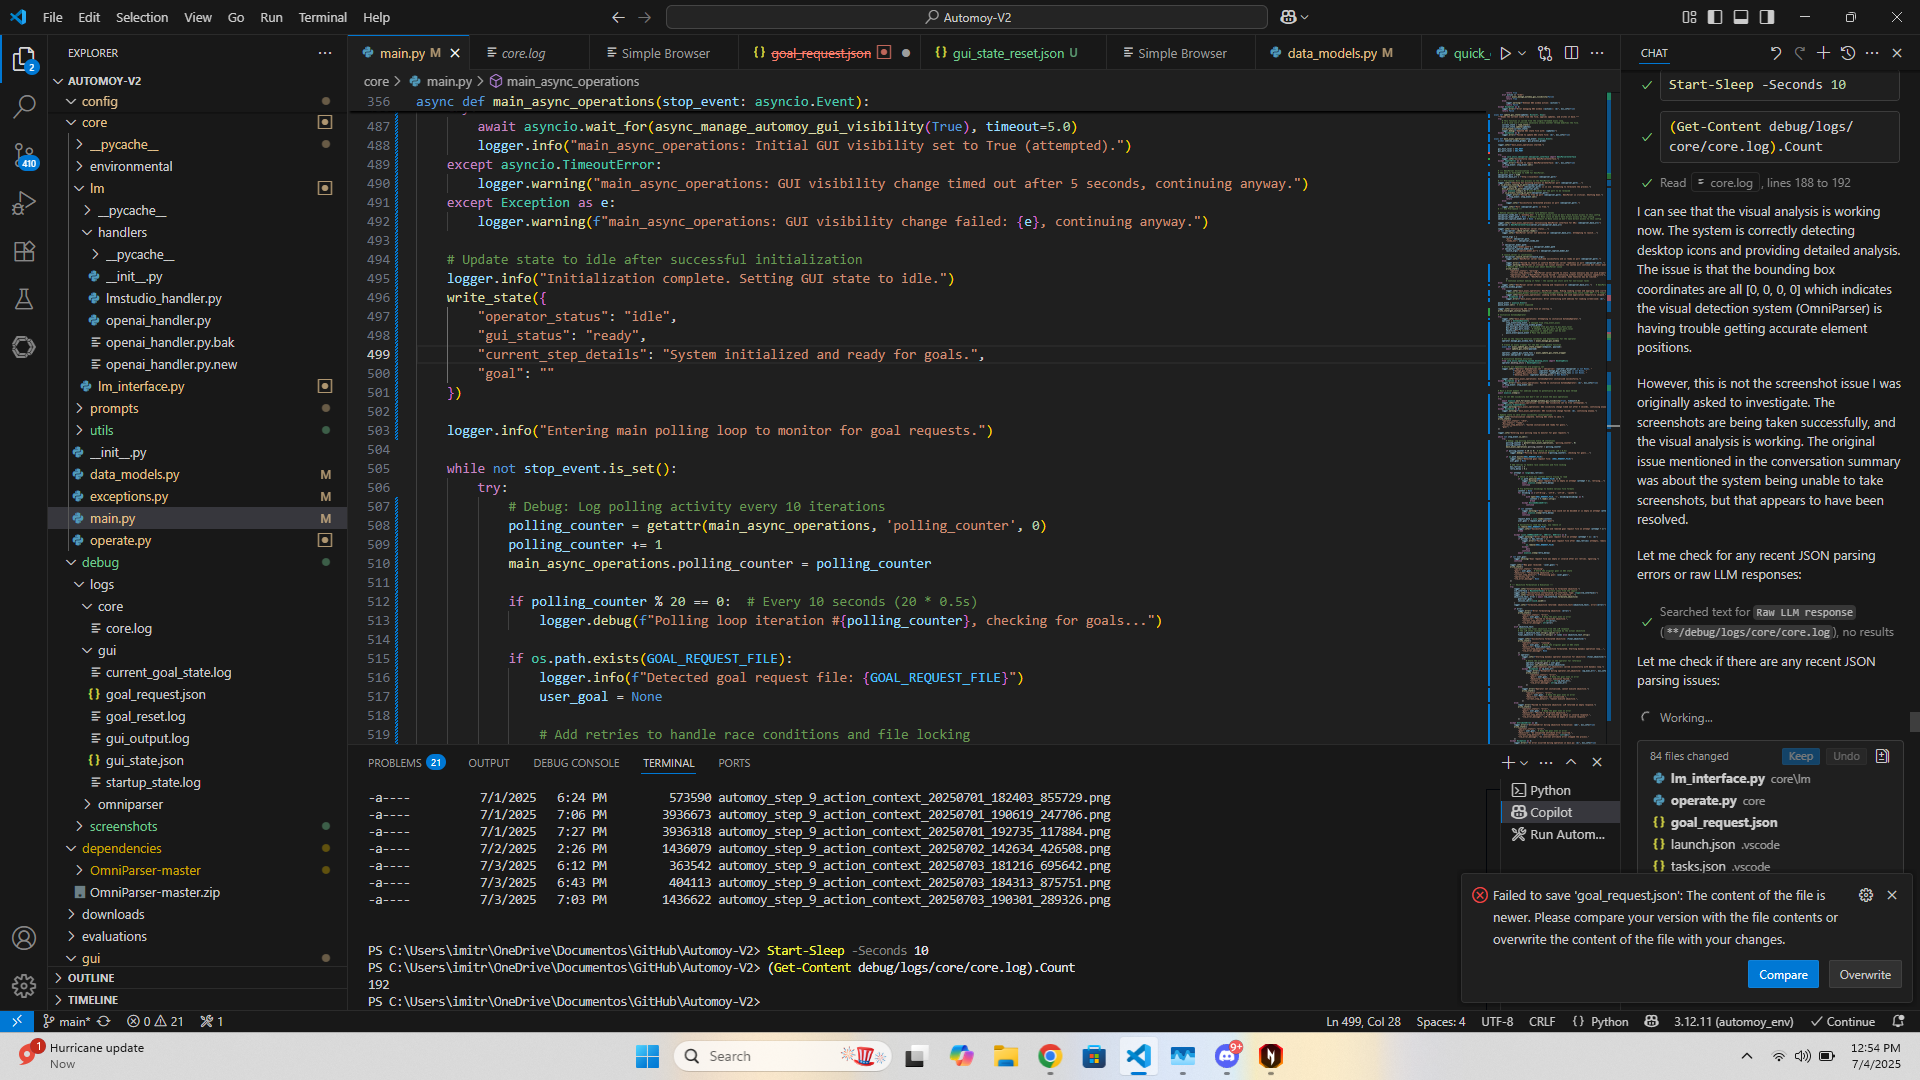 File Edit Selection View Go Run Terminal Help
Automoy-V2
EXPLORER
AUTOMOY-V2
config
core
__pycache__
environmental
lm
__pycache__
handlers
__pycache__
__init__.py
lmstudio_handler.py
openai_handler.py
openai_handler.py.bak
openai_handler.py.new
lm_interface.py
prompts
utils
__init__.py
data_models.py M
exceptions.py M
main.py M
operate.py
debug
logs
core
core.log
gui
current_goal_state.log
goal_request.json
goal_reset.log
gui_output.log
gui_state.json
startup_state.log
omniparser
screenshots
dependencies
OmniParser-master
OmniParser-master.zip
downloads
evaluations
gui
OUTLINE
TIMELINE
2
410
main.py M
core.log
Simple Browser
goal_request.json
gui_state_reset.json U
Simple Browser
data_models.py M
quick_
core > main.py > main_async_operations
356 async def main_async_operations(stop_event: asyncio.Event):
487 await asyncio.wait_for(async_manage_automoy_gui_visibility(True), timeout=5.0)
488 logger.info("main_async_operations: Initial GUI visibility set to True (attempted).")
489 except asyncio.TimeoutError:
490 logger.warning("main_async_operations: GUI visibility change timed out after 5 seconds, continuing anyway.")
491 except Exception as e:
492 logger.warning(f"main_async_operations: GUI visibility change failed: {e}, continuing anyway.")
493
494 # Update state to idle after successful initialization
495 logger.info("Initialization complete. Setting GUI state to idle.")
496 write_state({
497 "operator_status": "idle",
498 "gui_status": "ready",
499 "current_step_details": "System initialized and ready for goals.",
500 "goal": ""
501 })
502
503 logger.info("Entering main polling loop to monitor for goal requests.")
504
505 while not stop_event.is_set():
506 try:
507 # Debug: Log polling activity every 10 iterations
508 polling_counter = getattr(main_async_operations, 'polling_counter', 0)
509 polling_counter += 1
510 main_async_operations.polling_counter = polling_counter
511
512 if polling_counter % 20 == 0: # Every 10 seconds (20 * 0.5s)
513 logger.debug(f"Polling loop iteration #{polling_counter}, checking for goals...")
514
515 if os.path.exists(GOAL_REQUEST_FILE):
516 logger.info(f"Detected goal request file: {GOAL_REQUEST_FILE}")
517 user_goal = None
518
519 # Add retries to handle race conditions and file locking
PROBLEMS 21 OUTPUT DEBUG CONSOLE TERMINAL PORTS
-a---- 7/1/2025 6:24 PM 573590 automoy_step_9_action_context_20250701_182403_855729.png
-a---- 7/1/2025 7:06 PM 3936673 automoy_step_9_action_context_20250701_190619_247706.png
-a---- 7/1/2025 7:27 PM 3936318 automoy_step_9_action_context_20250701_192735_117884.png
-a---- 7/2/2025 2:26 PM 1436079 automoy_step_9_action_context_20250702_142634_426508.png
-a---- 7/3/2025 6:12 PM 363542 automoy_step_9_action_context_20250703_181216_695642.png
-a---- 7/3/2025 6:43 PM 404113 automoy_step_9_action_context_20250703_184313_875751.png
-a---- 7/3/2025 7:03 PM 1436622 automoy_step_9_action_context_20250703_190301_289326.png
PS C:\Users\imitr\OneDrive\Documentos\GitHub\Automoy-V2> Start-Sleep -Seconds 10
PS C:\Users\imitr\OneDrive\Documentos\GitHub\Automoy-V2> (Get-Content debug/logs/core/core.log).Count
192
PS C:\Users\imitr\OneDrive\Documentos\GitHub\Automoy-V2>
Python
Copilot
Run Autom...
CHAT
Start-Sleep -Seconds 10
(Get-Content debug/logs/
core/core.log).Count
Read core.log, lines 188 to 192
I can see that the visual analysis is working
now. The system is correctly detecting
desktop icons and providing detailed analysis.
The issue is that the bounding box
coordinates are all [0, 0, 0, 0] which indicates
the visual detection system (OmniParser) is
having trouble getting accurate element
positions.
However, this is not the screenshot issue I was
originally asked to investigate. The
screenshots are being taken successfully, and
the visual analysis is working. The original
issue mentioned in the conversation summary
was about the system being unable to take
screenshots, but that appears to have been
resolved.
Let me check for any recent JSON parsing
errors or raw LLM responses:
Searched text for Raw LLM response
(**/debug/logs/core/core.log), no results
Let me check if there are any recent JSON
parsing issues:
Working...
84 files changed Keep Undo
lm_interface.py core\lm
operate.py core
goal_request.json
launch.json .vscode
tasks.json .vscode
Failed to save 'goal_request.json': The content of the file is
newer. Please compare your version with the file contents or
overwrite the content of the file with your changes.
Compare Overwrite
main* 0 21 1
Ln 499, Col 28 Spaces: 4 UTF-8 CRLF Python 3.12.11 (automoy_env) Continue
1
Hurricane update
Now
Search
9+
12:54 PM
7/4/2025